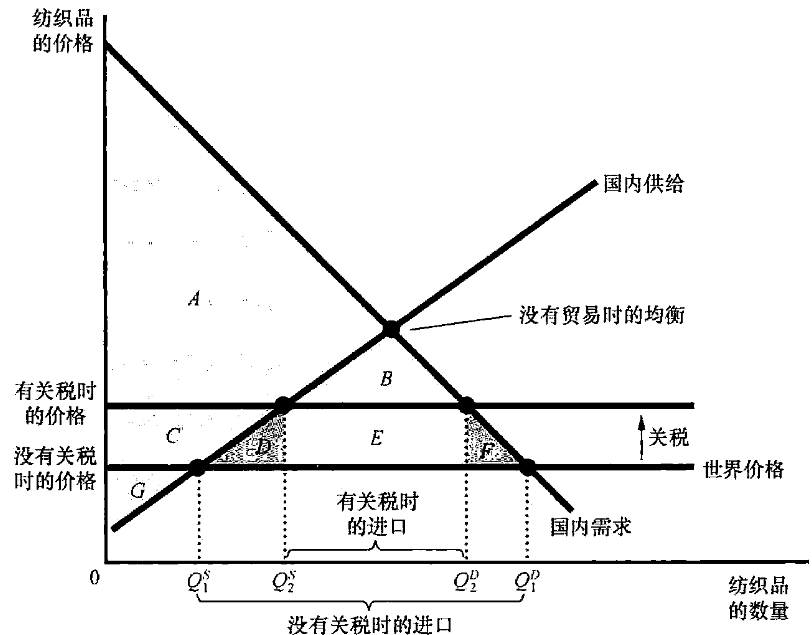 纺织品
的价格
国内供给
A
没有贸易时的均衡
B
有关税时
的价格
C
D
E
F
关税
没有关税
时的价格
世界价格
G
有关税时
的进口
国内需求
0
Q₁ˢ
Q₂ˢ
Q₂ᴰ
Q₁ᴰ
纺织品
的数量
没有关税时的进口